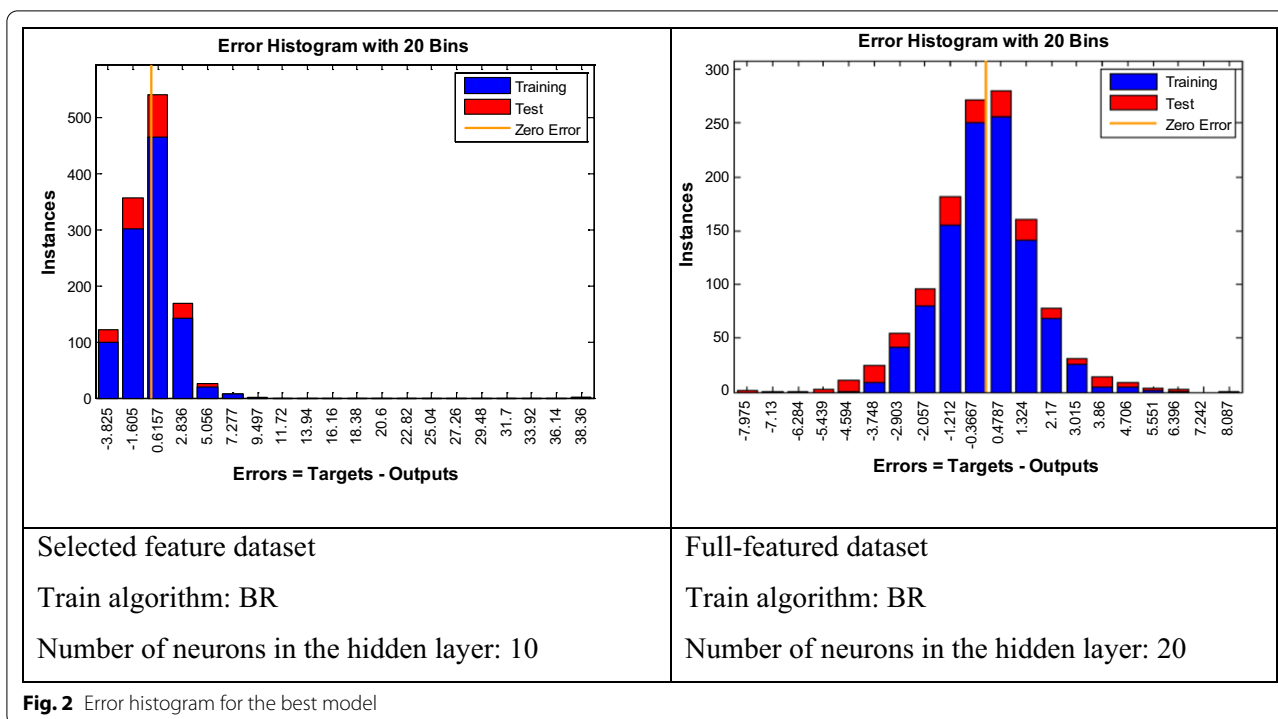 Error Histogram with 20 Bins
Training
Test
Zero Error
500
400
300
200
100
0
Instances
-3.825
-1.605
0.6157
2.836
5.056
7.277
9.497
11.72
13.94
16.16
18.38
20.6
22.82
25.04
27.26
29.48
31.7
33.92
36.14
38.36
Errors = Targets - Outputs
Error Histogram with 20 Bins
Training
Test
Zero Error
300
250
200
150
100
50
0
Instances
-7.975
-7.13
-6.284
-5.439
-4.594
-3.748
-2.903
-2.057
-1.212
-0.3667
0.4787
1.324
2.17
3.015
3.86
4.706
5.551
6.396
7.242
8.087
Errors = Targets - Outputs
Selected feature dataset
Train algorithm: BR
Number of neurons in the hidden layer: 10
Full-featured dataset
Train algorithm: BR
Number of neurons in the hidden layer: 20
Fig. 2 Error histogram for the best model